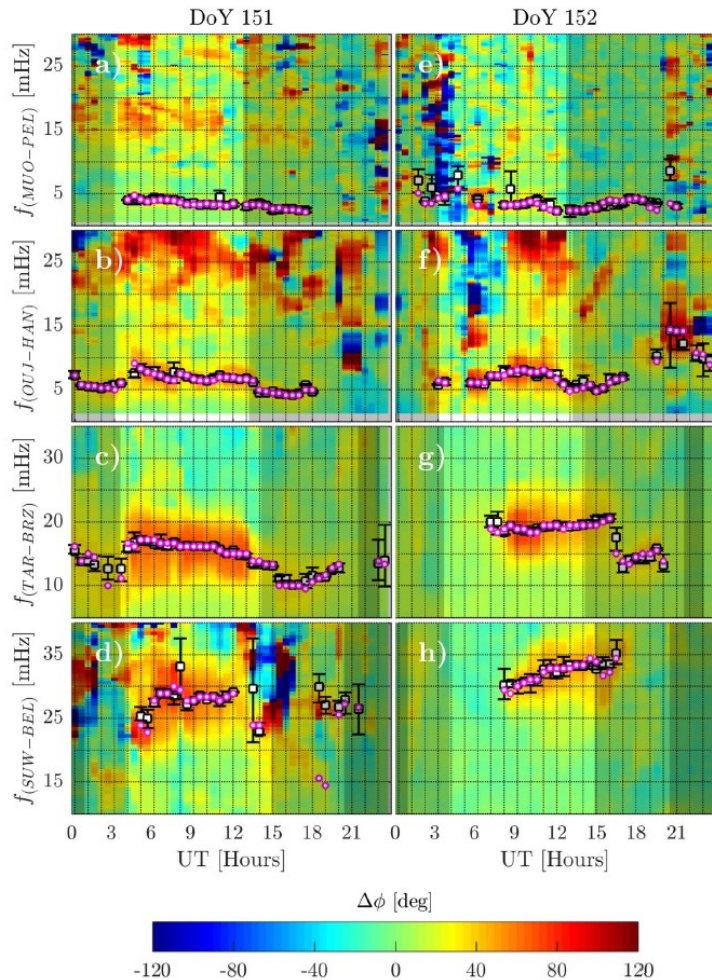 DoY 151 DoY 152
f(MUO−PEL) [mHz]
25
15
5
a)
e)
f(OUJ−HAN) [mHz]
25
15
5
b)
f)
f(TAR−BRZ) [mHz]
30
20
10
c)
g)
f(SUW−BEL) [mHz]
35
25
15
d)
h)
0 3 6 9 12 15 18 21 0 3 6 9 12 15 18 21
UT [Hours] UT [Hours]
Δϕ [deg]
-120 -80 -40 0 40 80 120